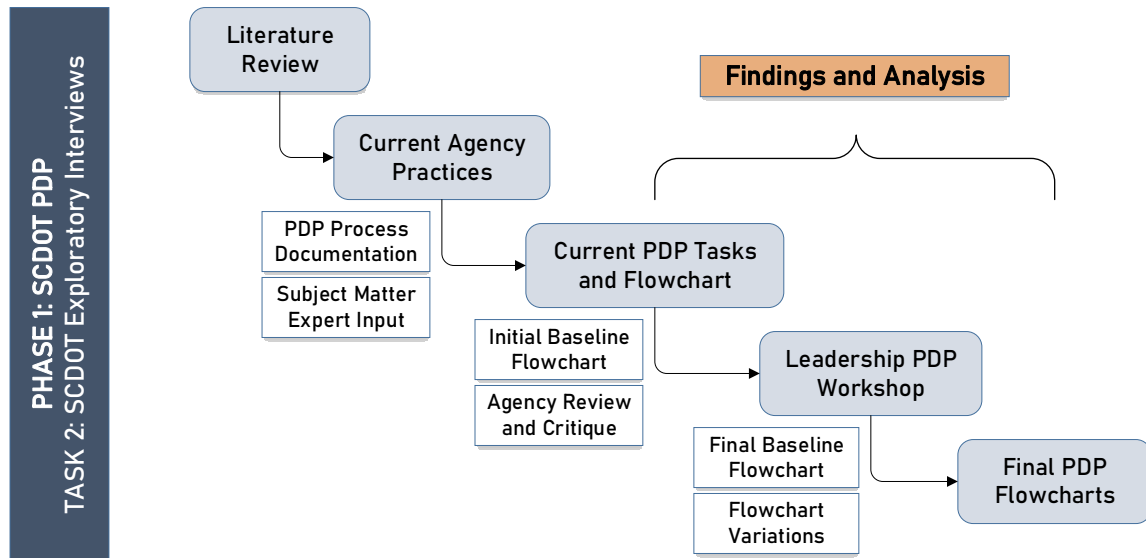 PHASE 1: SCDOT PDP
TASK 2: SCDOT Exploratory Interviews
Literature
Review
Findings and Analysis
Current Agency
Practices
PDP Process
Documentation
Subject Matter
Expert Input
Current PDP Tasks
and Flowchart
Initial Baseline
Flowchart
Agency Review
and Critique
Leadership PDP
Workshop
Final Baseline
Flowchart
Flowchart
Variations
Final PDP
Flowcharts